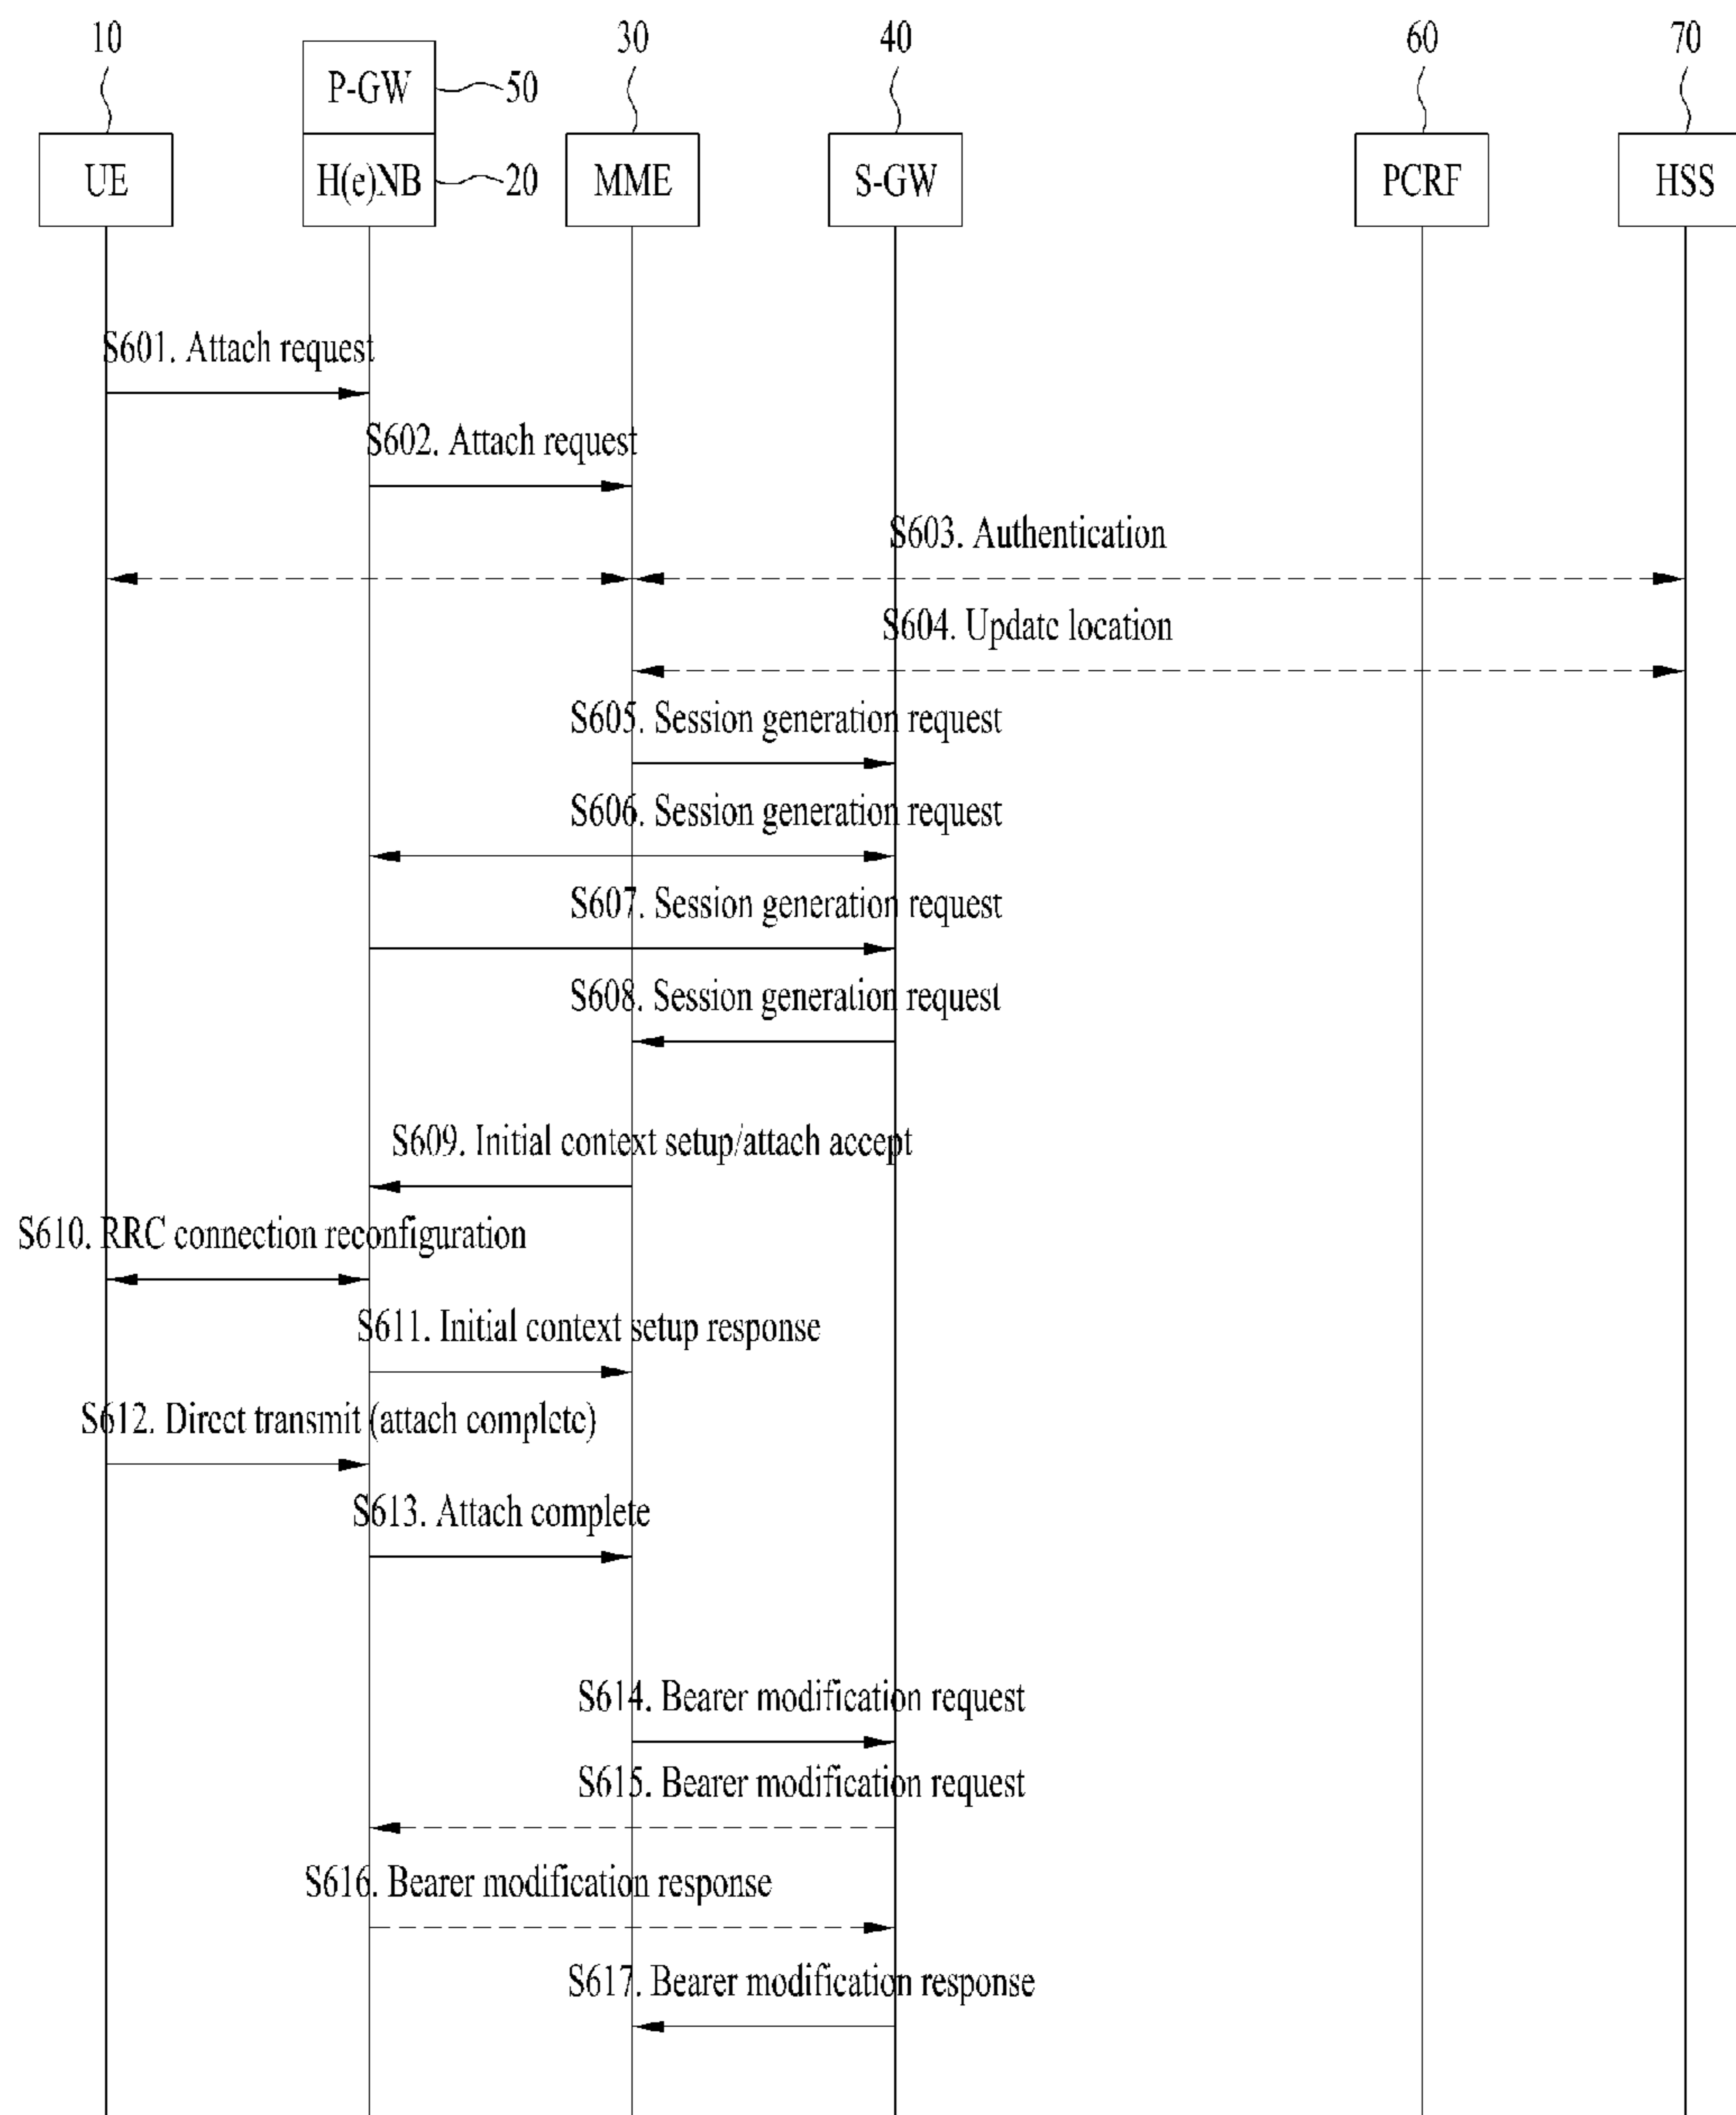 10
30
40
60
70
P-GW
50
UE
H(e)NB
20
MME
S-GW
PCRF
HSS
S601. Attach request
S602. Attach request
S603. Authentication
S604. Update location
S605. Session generation request
S606. Session generation request
S607. Session generation request
S608. Session generation request
S609. Initial context setup/attach accept
S610. RRC connection reconfiguration
S611. Initial context setup response
S612. Direct transmit (attach complete)
S613. Attach complete
S614. Bearer modification request
S615. Bearer modification request
S616. Bearer modification response
S617. Bearer modification response